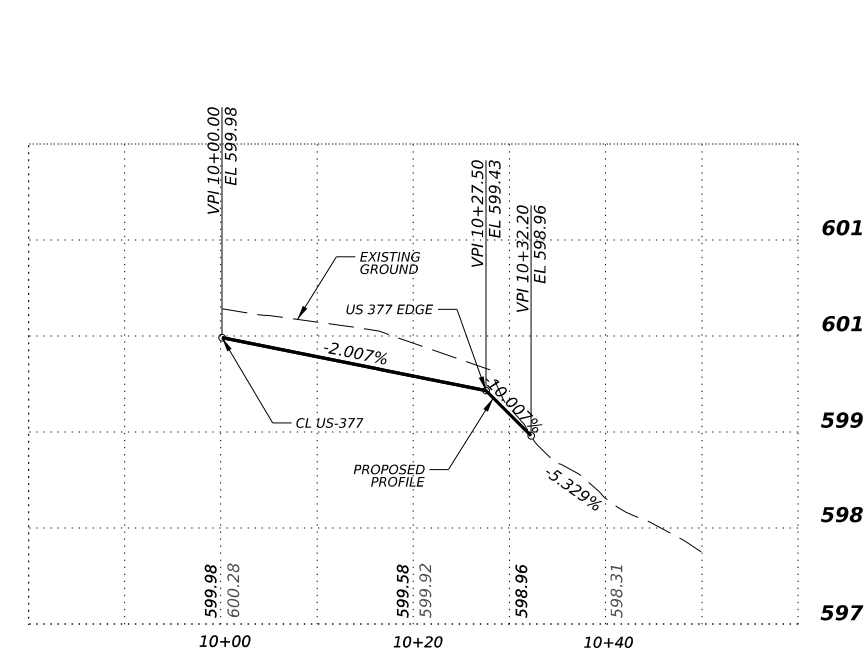 VPI 10+00.00
EL 599.98
VPI 10+27.50
EL 599.43
VPI 10+32.20
EL 598.96
601
EXISTING
GROUND
US 377 EDGE
601
-2.007%
-10.007%
CL US-377
599
PROPOSED
PROFILE
-5.329%
598
599.98
600.28
599.58
599.92
598.96
598.31
597
10+00
10+20
10+40